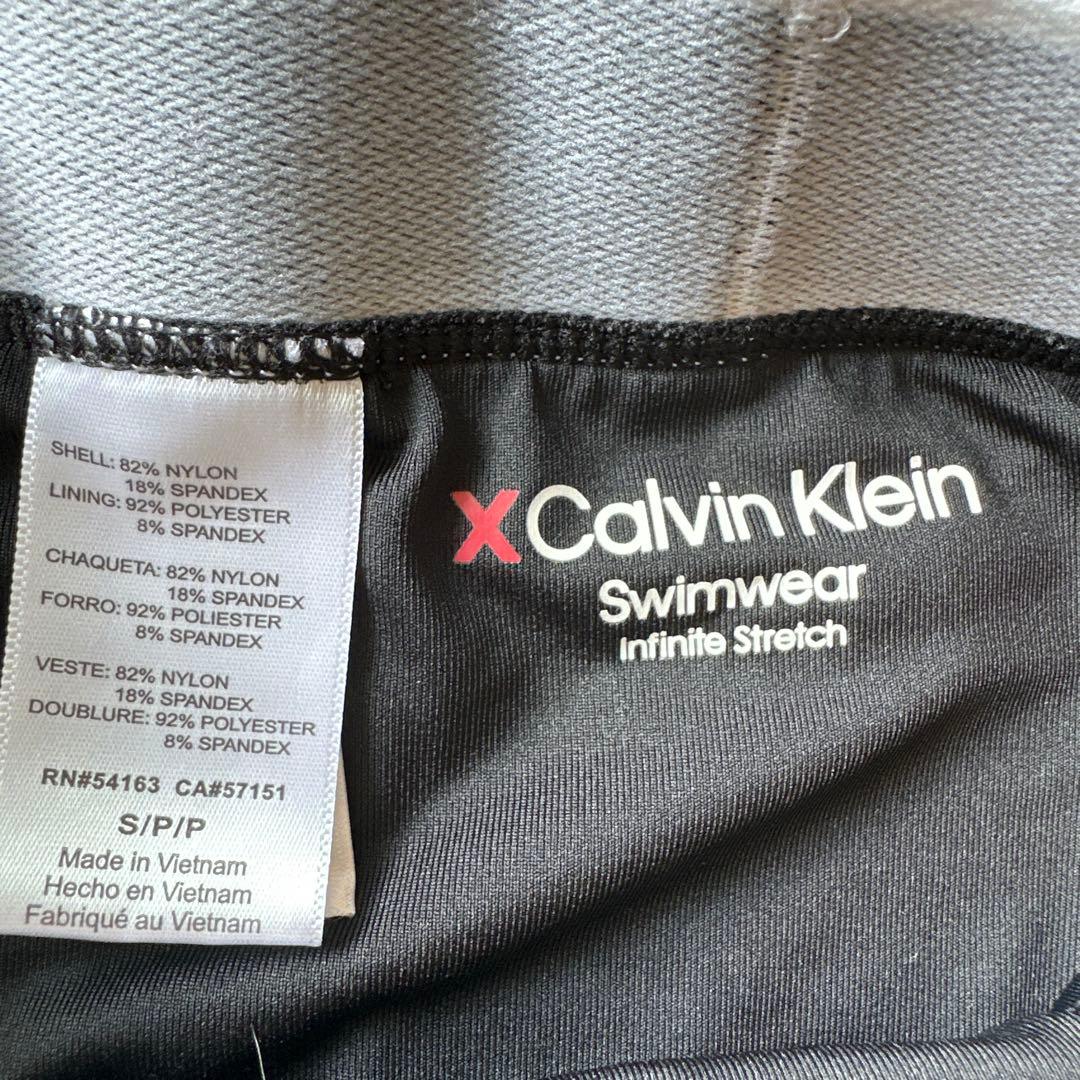 SHELL: 82% NYLON
18% SPANDEX
LINING: 92% POLYESTER
8% SPANDEX
CHAQUETA: 82% NYLON
18% SPANDEX
FORRO: 92% POLIESTER
8% SPANDEX
VESTE: 82% NYLON
18% SPANDEX
DOUBLURE: 92% POLYESTER
8% SPANDEX
RN#54163 CA#57151
S/P/P
Made in Vietnam
Hecho en Vietnam
Fabriqué au Vietnam
X Calvin Klein
Swimwear
Infinite Stretch